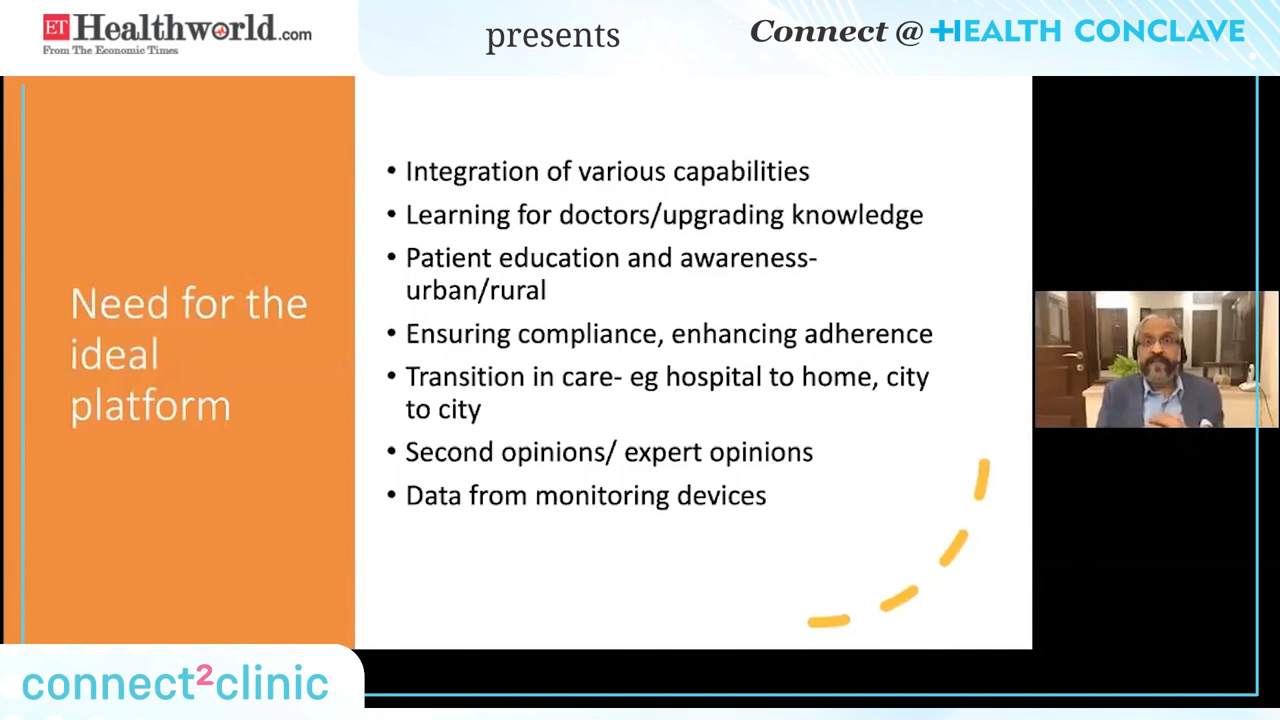 ET Healthworld.com
From The Economic Times
presents
Connect @ HEALTH CONCLAVE
Need for the
ideal
platform
• Integration of various capabilities
• Learning for doctors/upgrading knowledge
• Patient education and awareness-
urban/rural
• Ensuring compliance, enhancing adherence
• Transition in care- eg hospital to home, city
to city
• Second opinions/ expert opinions
• Data from monitoring devices
connect²clinic